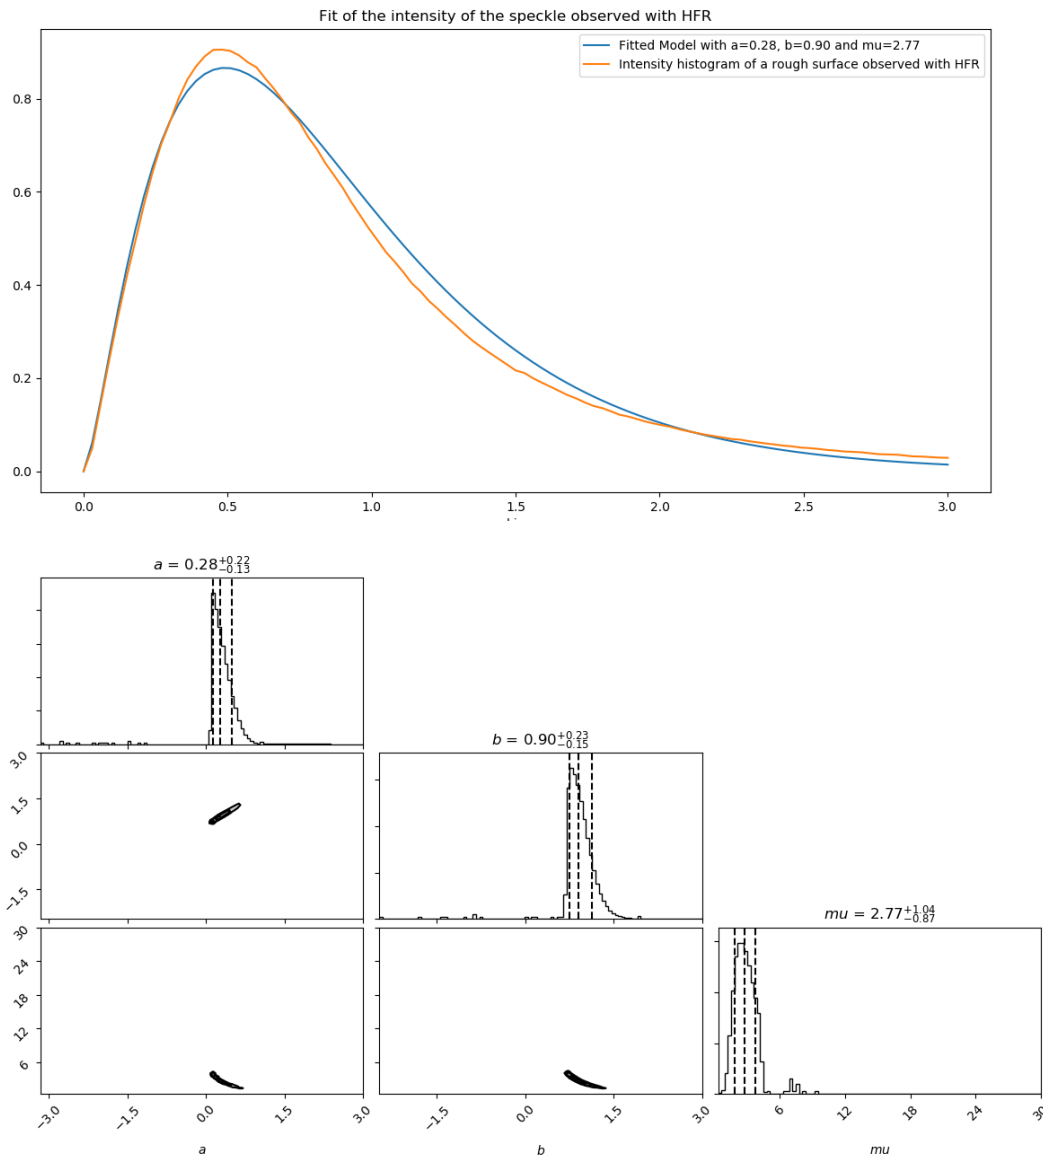 Fit of the intensity of the speckle observed with HFR
Fitted Model with a=0.28, b=0.90 and mu=2.77
Intensity histogram of a rough surface observed with HFR
0.8
0.6
0.4
0.2
0.0
0.0 0.5 1.0 1.5 2.0 2.5 3.0
a = 0.28+0.22−0.13
b = 0.90+0.23−0.15
3.0
1.5
0.0
−1.5
mu = 2.77+1.04−0.87
30
24
18
12
6
−3.0 −1.5 0.0 1.5 3.0 −1.5 0.0 1.5 3.0 6 12 18 24 30
a b mu